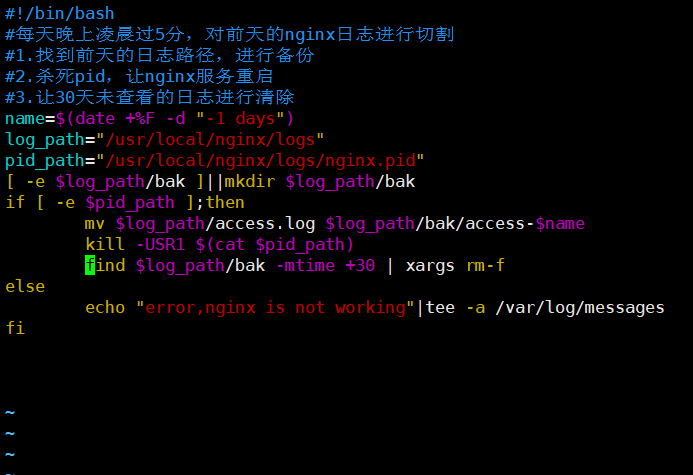 #!/bin/bash
#每天晚上凌晨过5分，对前天的nginx日志进行切割
#1.找到前天的日志路径，进行备份
#2.杀死pid，让nginx服务重启
#3.让30天未查看的日志进行清除
name=$(date +%F -d "-1 days")
log_path="/usr/local/nginx/logs"
pid_path="/usr/local/nginx/logs/nginx.pid"
[ -e $log_path/bak ]||mkdir $log_path/bak
if [ -e $pid_path ];then
        mv $log_path/access.log $log_path/bak/access-$name
        kill -USR1 $(cat $pid_path)
        find $log_path/bak -mtime +30 | xargs rm-f
else
        echo "error,nginx is not working"|tee -a /var/log/messages
fi
~
~
~
~